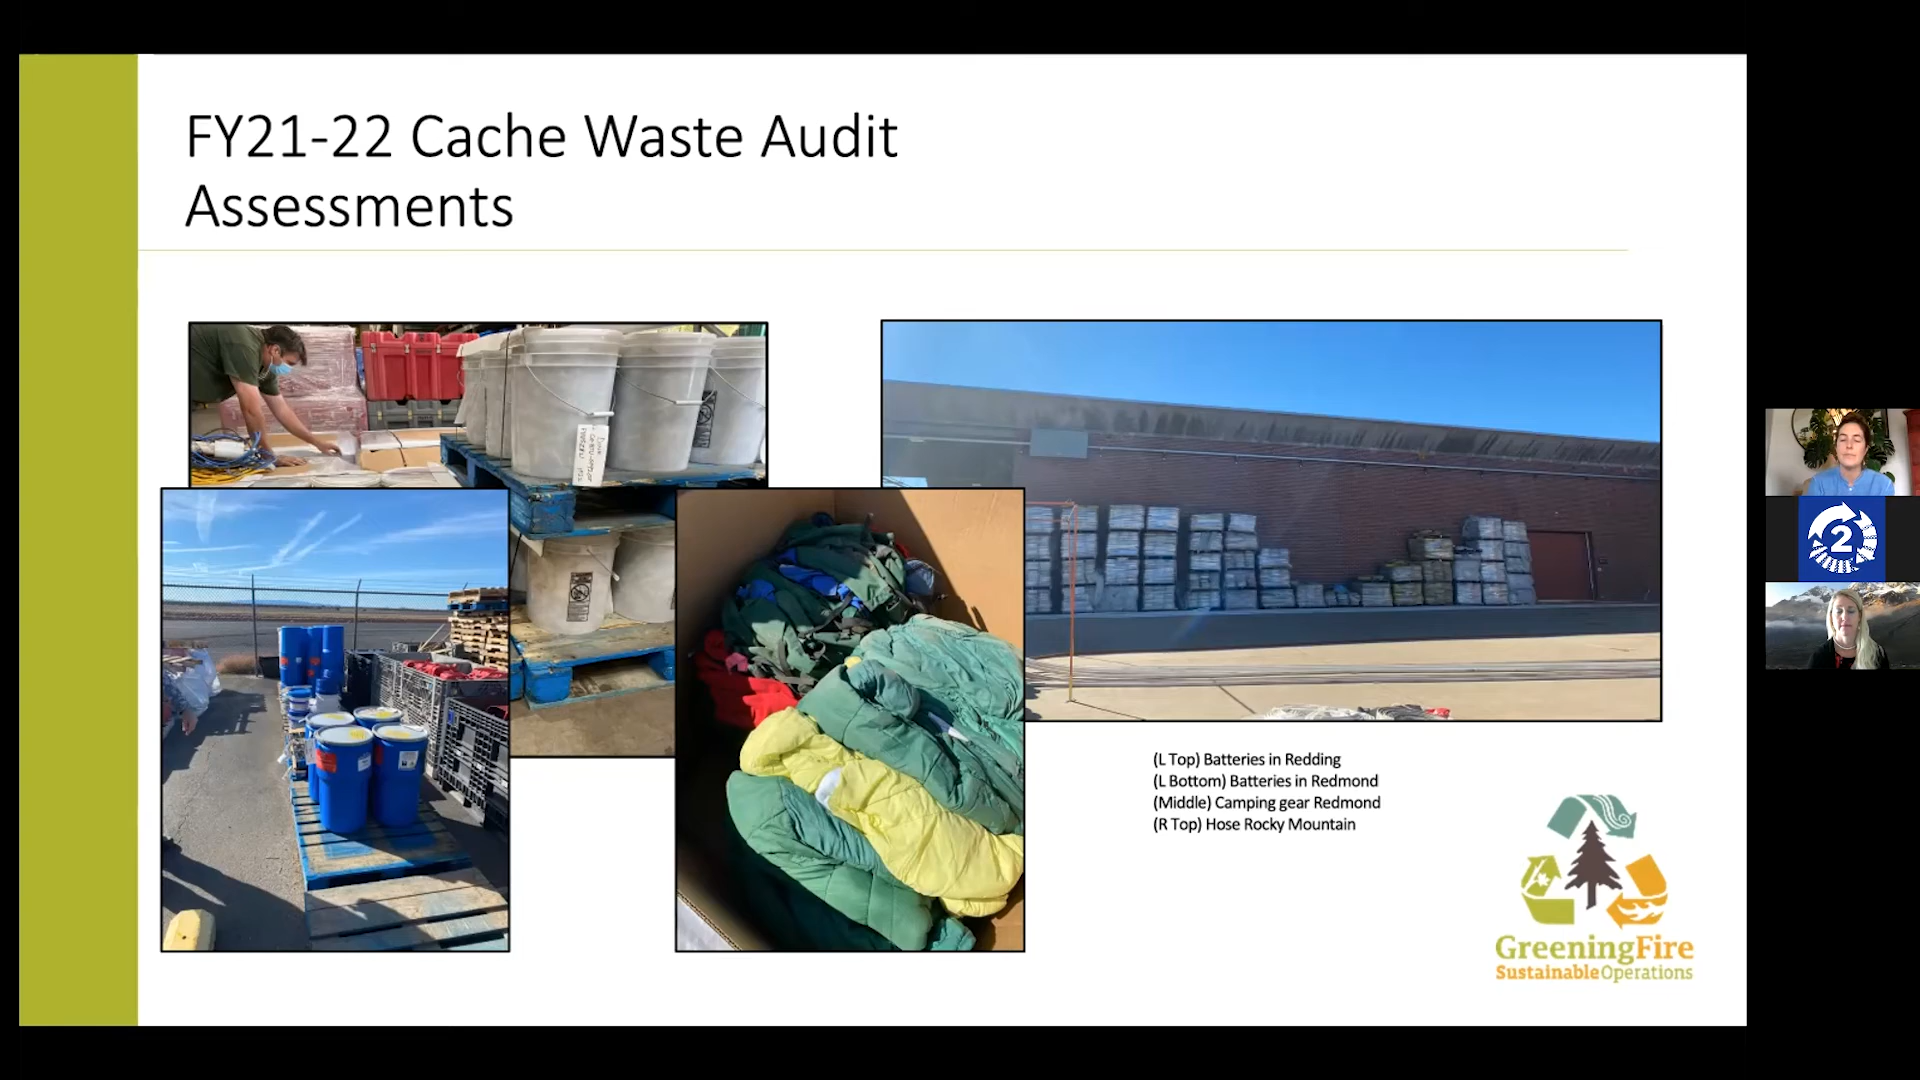 FY21-22 Cache Waste Audit
Assessments
(L Top) Batteries in Redding
(L Bottom) Batteries in Redmond
(Middle) Camping gear Redmond
(R Top) Hose Rocky Mountain
GreeningFire
SustainableOperations
2